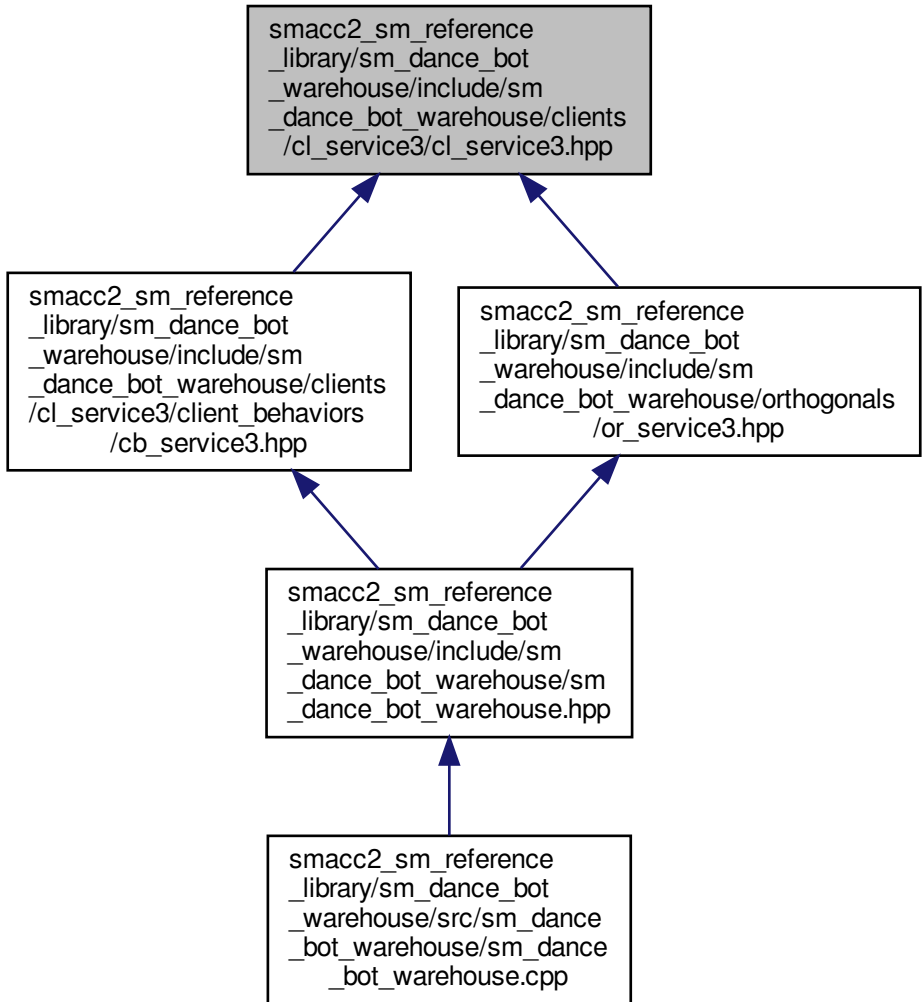 smacc2_sm_reference
_library/sm_dance_bot
_warehouse/include/sm
_dance_bot_warehouse/clients
/cl_service3/cl_service3.hpp
smacc2_sm_reference
_library/sm_dance_bot
_warehouse/include/sm
_dance_bot_warehouse/clients
/cl_service3/client_behaviors
/cb_service3.hpp
smacc2_sm_reference
_library/sm_dance_bot
_warehouse/include/sm
_dance_bot_warehouse/orthogonals
/or_service3.hpp
smacc2_sm_reference
_library/sm_dance_bot
_warehouse/include/sm
_dance_bot_warehouse/sm
_dance_bot_warehouse.hpp
smacc2_sm_reference
_library/sm_dance_bot
_warehouse/src/sm_dance
_bot_warehouse/sm_dance
_bot_warehouse.cpp